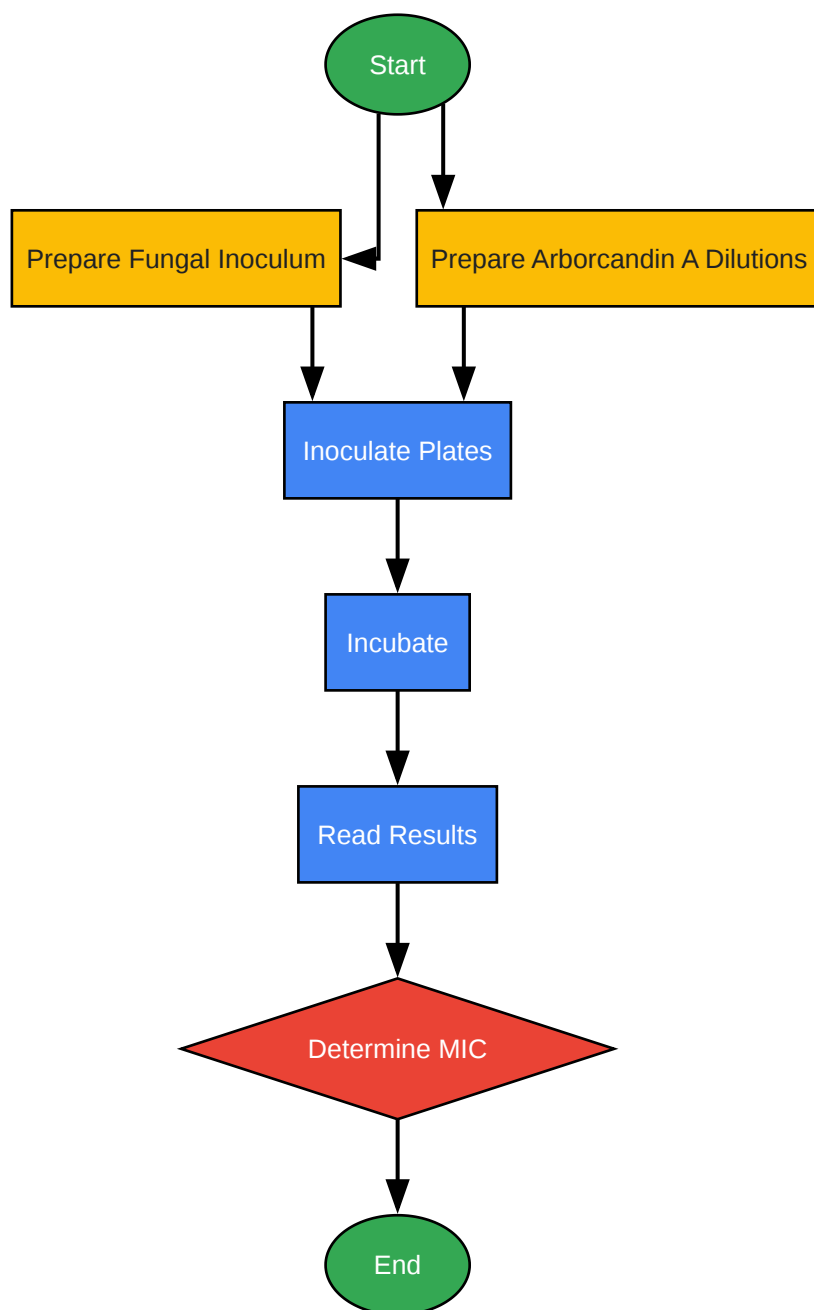 Start
Prepare Fungal Inoculum
Prepare Arborcandin A Dilutions
Inoculate Plates
Incubate
Read Results
Determine MIC
End